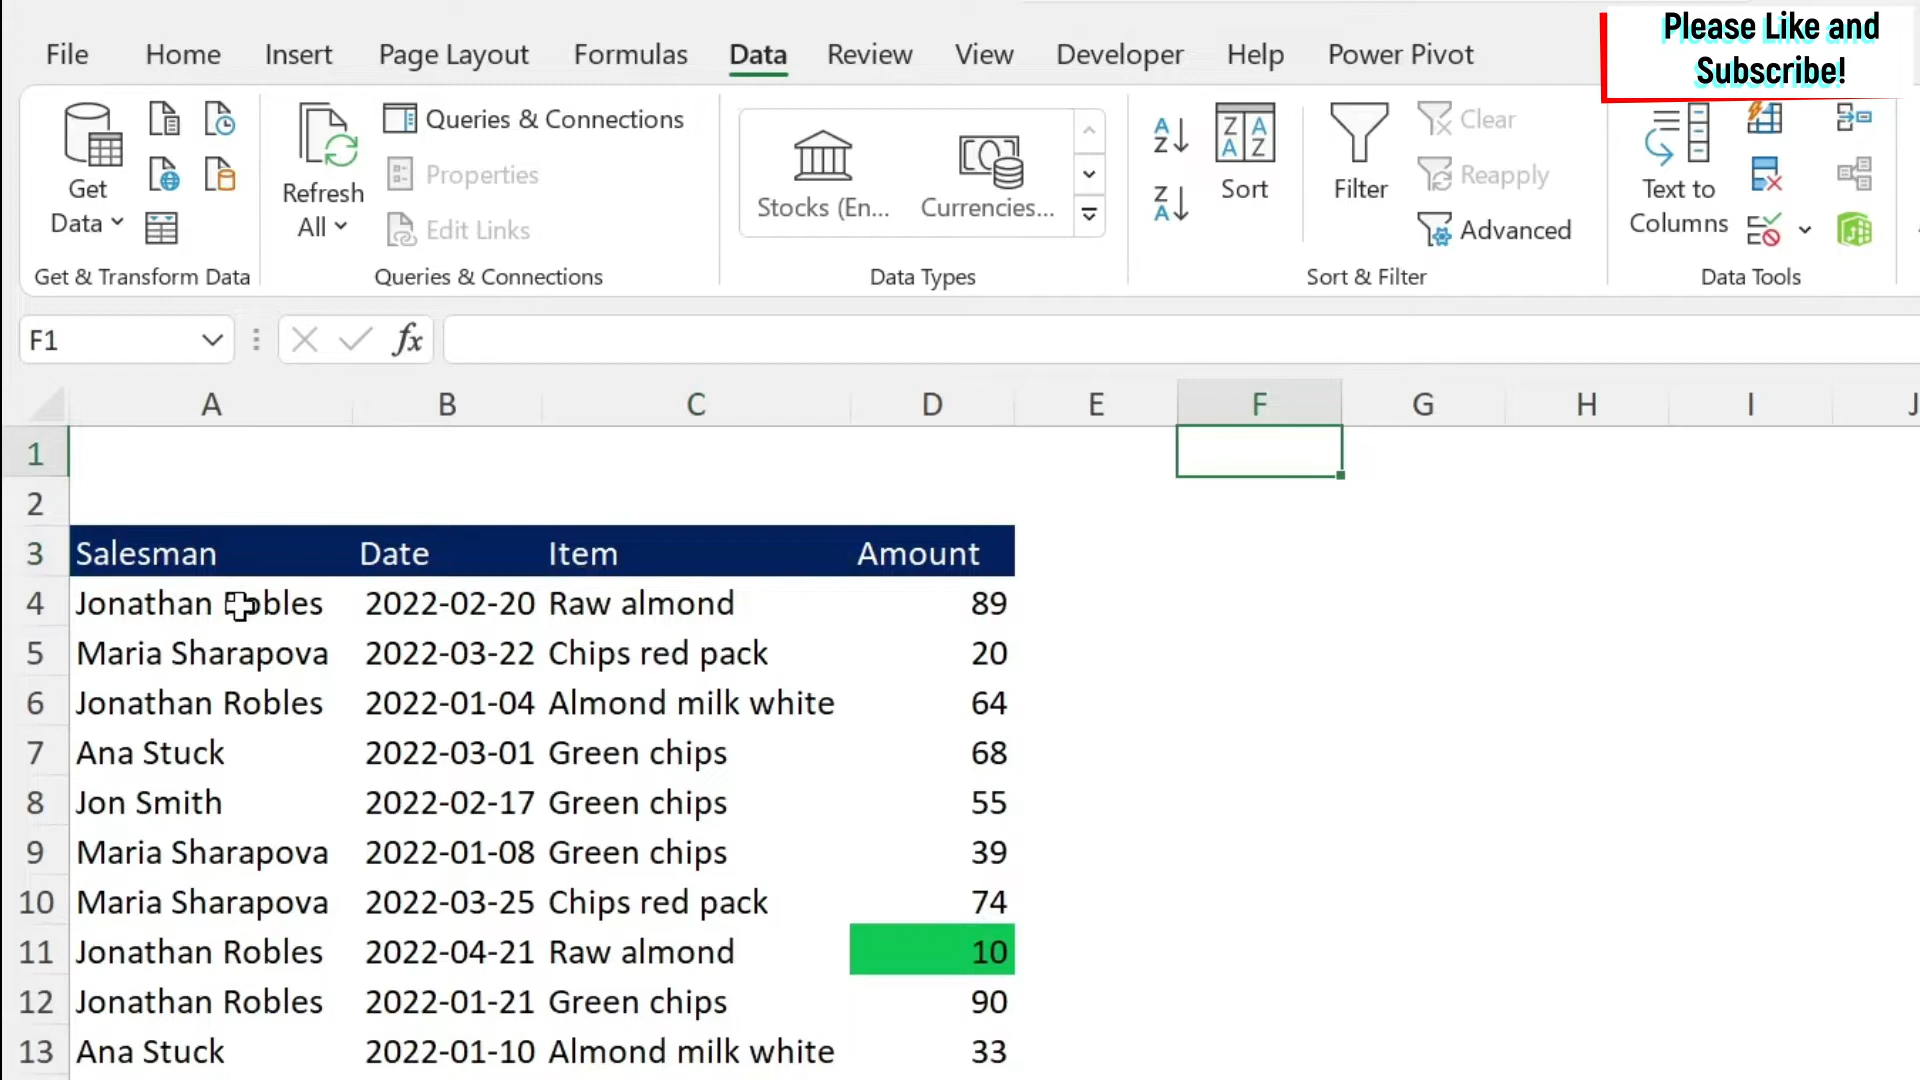 Please Like and
Subscribe!
File Home Insert Page Layout Formulas Data Review View Developer Help Power Pivot
Get
Data
Refresh
All
Queries & Connections
Properties
Edit Links
Stocks (En...
Currencies...
A
Z
Z
A
Z A
A Z
Sort
Filter
Clear
Reapply
Advanced
Text to
Columns
Get & Transform Data
Queries & Connections
Data Types
Sort & Filter
Data Tools
F1
fx
A B C D E F G H I J
1
2
3 Salesman Date Item Amount
4 Jonathan Robles 2022-02-20 Raw almond 89
5 Maria Sharapova 2022-03-22 Chips red pack 20
6 Jonathan Robles 2022-01-04 Almond milk white 64
7 Ana Stuck 2022-03-01 Green chips 68
8 Jon Smith 2022-02-17 Green chips 55
9 Maria Sharapova 2022-01-08 Green chips 39
10 Maria Sharapova 2022-03-25 Chips red pack 74
11 Jonathan Robles 2022-04-21 Raw almond 10
12 Jonathan Robles 2022-01-21 Green chips 90
13 Ana Stuck 2022-01-10 Almond milk white 33